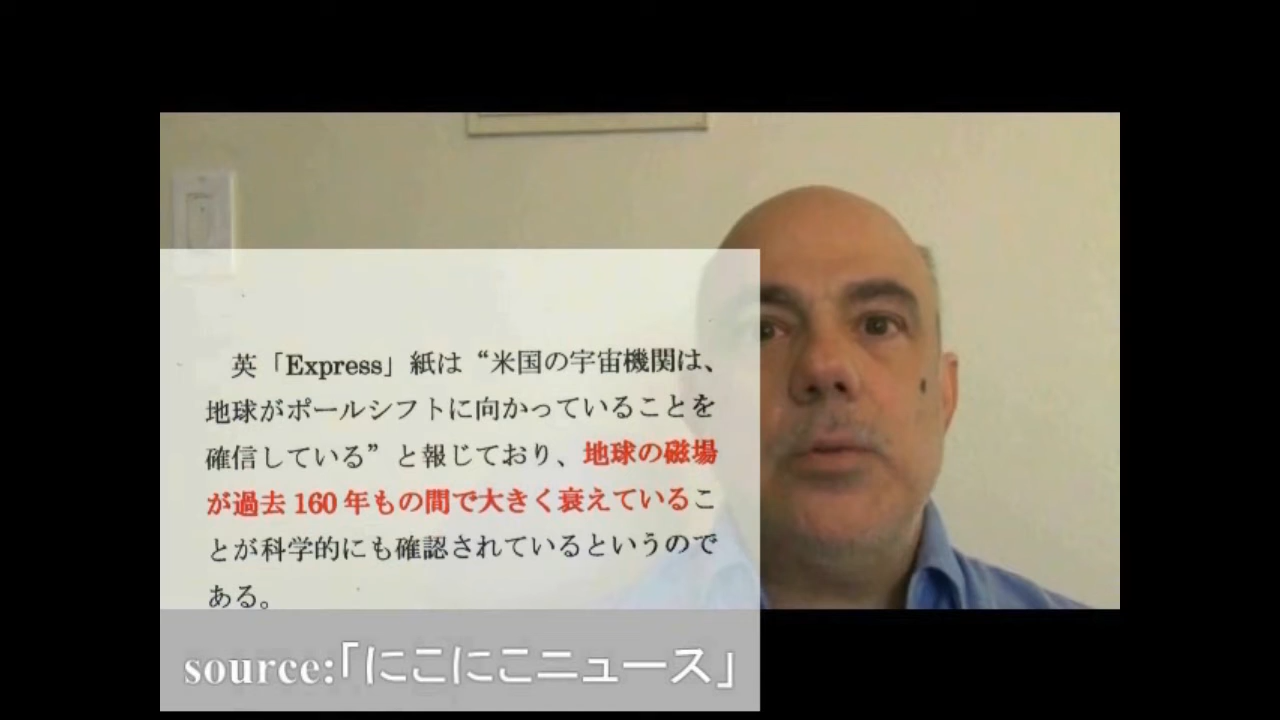 英「Express」紙は“米国の宇宙機関は、
地球がポールシフトに向かっていることを
確信している”と報じており、地球の磁場
が過去160年もの間で大きく衰えているこ
とが科学的にも確認されているというので
ある。
source:「にこにこニュース」